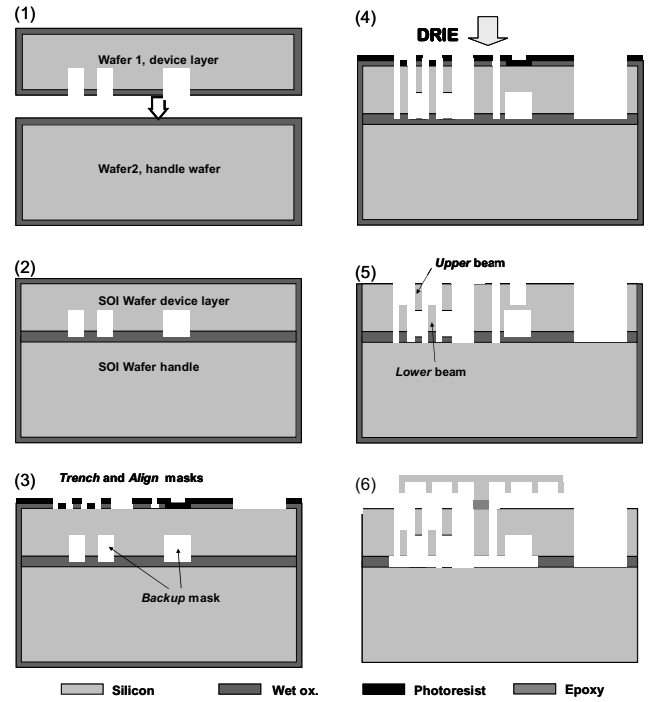 (1)
Wafer 1, device layer
Wafer2, handle wafer
(2)
SOI Wafer device layer
SOI Wafer handle
(3)
Trench and Align masks
Backup mask
(4)
DRIE
(5)
Upper beam
Lower beam
(6)
Silicon
Wet ox.
Photoresist
Epoxy